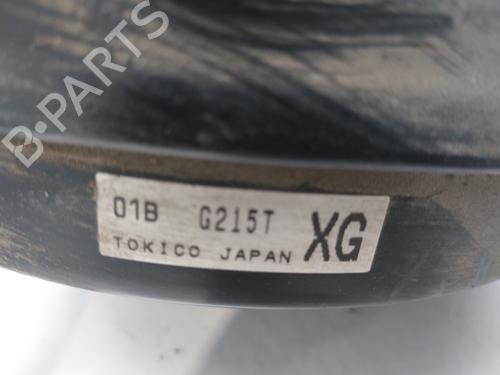 B-PARTS
01B G215T XG
TOKICO JAPAN